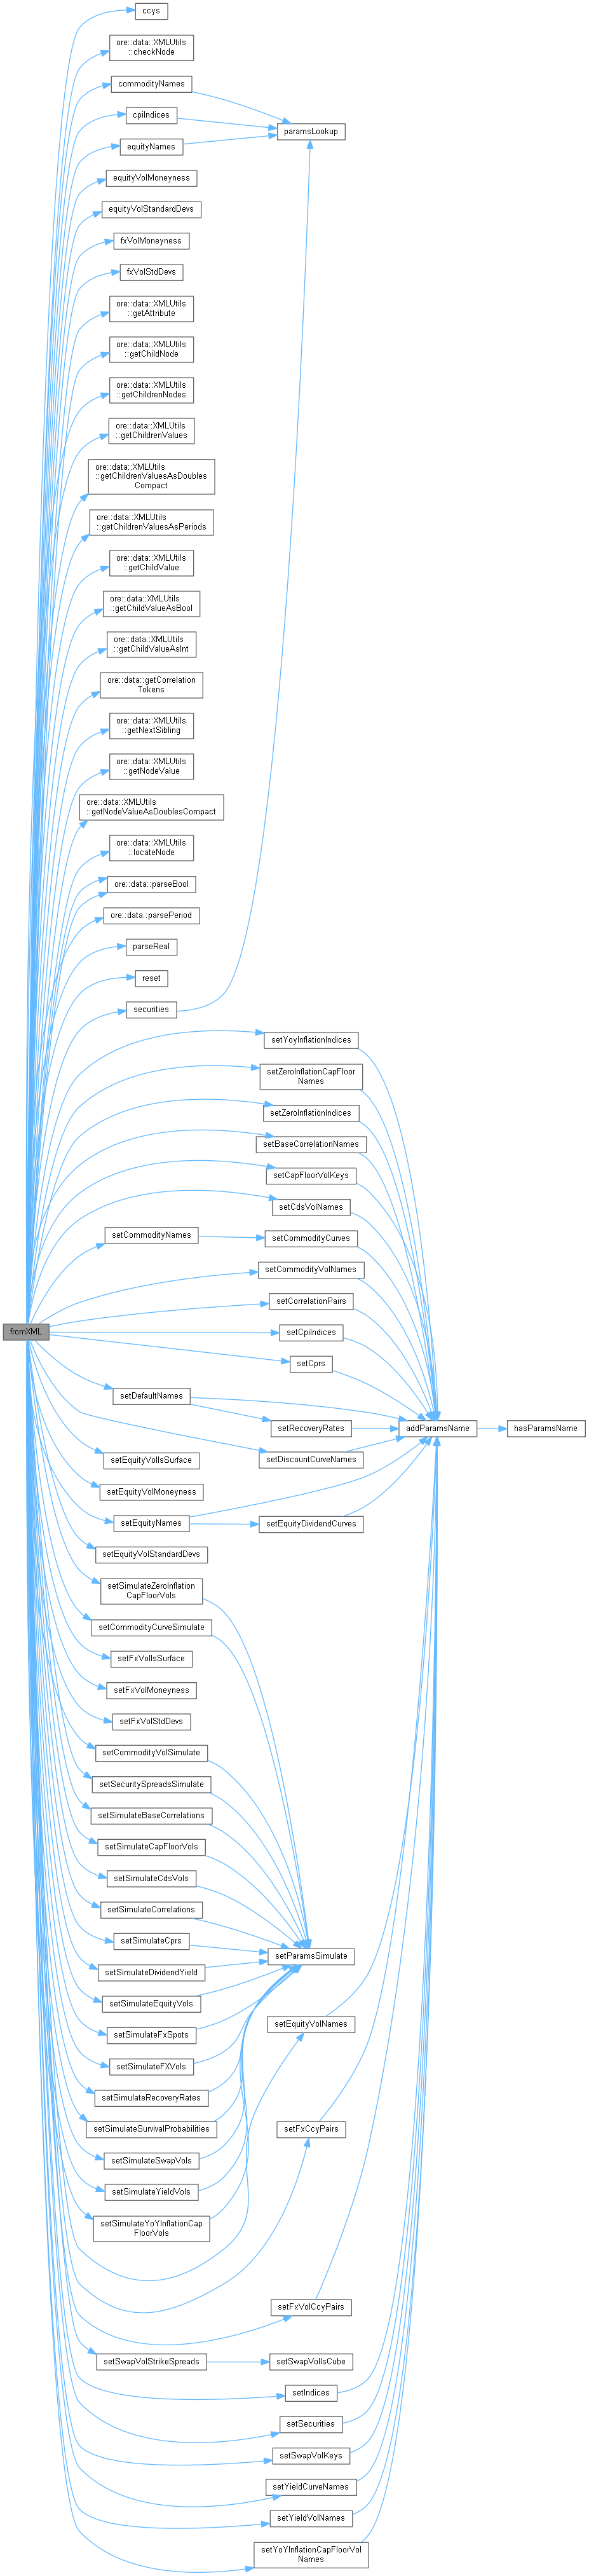 ccys
ore::data::XMLUtils
::checkNode
commodityNames
cpiIndices
paramsLookup
equityNames
equityVolMoneyness
equityVolStandardDevs
fxVolMoneyness
fxVolStdDevs
ore::data::XMLUtils
::getAttribute
ore::data::XMLUtils
::getChildNode
ore::data::XMLUtils
::getChildrenNodes
ore::data::XMLUtils
::getChildrenValues
ore::data::XMLUtils
::getChildrenValuesAsDoubles
Compact
ore::data::XMLUtils
::getChildrenValuesAsPeriods
ore::data::XMLUtils
::getChildValue
ore::data::XMLUtils
::getChildValueAsBool
ore::data::XMLUtils
::getChildValueAsInt
ore::data::getCorrelation
Tokens
ore::data::XMLUtils
::getNextSibling
ore::data::XMLUtils
::getNodeValue
ore::data::XMLUtils
::getNodeValueAsDoublesCompact
ore::data::XMLUtils
::locateNode
ore::data::parseBool
ore::data::parsePeriod
parseReal
reset
securities
setYoyInflationIndices
setZeroInflationCapFloor
Names
setZeroInflationIndices
setBaseCorrelationNames
setCapFloorVolKeys
setCdsVolNames
setCommodityNames
setCommodityCurves
setCommodityVolNames
setCorrelationPairs
fromXML
setCpiIndices
setCprs
setDefaultNames
setRecoveryRates
addParamsName
hasParamsName
setEquityVolIsSurface
setDiscountCurveNames
setEquityVolMoneyness
setEquityNames
setEquityDividendCurves
setEquityVolStandardDevs
setSimulateZeroInflation
CapFloorVols
setCommodityCurveSimulate
setFxVolIsSurface
setFxVolMoneyness
setFxVolStdDevs
setCommodityVolSimulate
setSecuritySpreadsSimulate
setSimulateBaseCorrelations
setSimulateCapFloorVols
setSimulateCdsVols
setSimulateCorrelations
setSimulateCprs
setParamsSimulate
setSimulateDividendYield
setSimulateEquityVols
setEquityVolNames
setSimulateFxSpots
setSimulateFXVols
setSimulateRecoveryRates
setSimulateSurvivalProbabilities
setFxCcyPairs
setSimulateSwapVols
setSimulateYieldVols
setSimulateYoYInflationCap
FloorVols
setFxVolCcyPairs
setSwapVolStrikeSpreads
setSwapVolIsCube
setIndices
setSecurities
setSwapVolKeys
setYieldCurveNames
setYieldVolNames
setYoYInflationCapFloorVol
Names